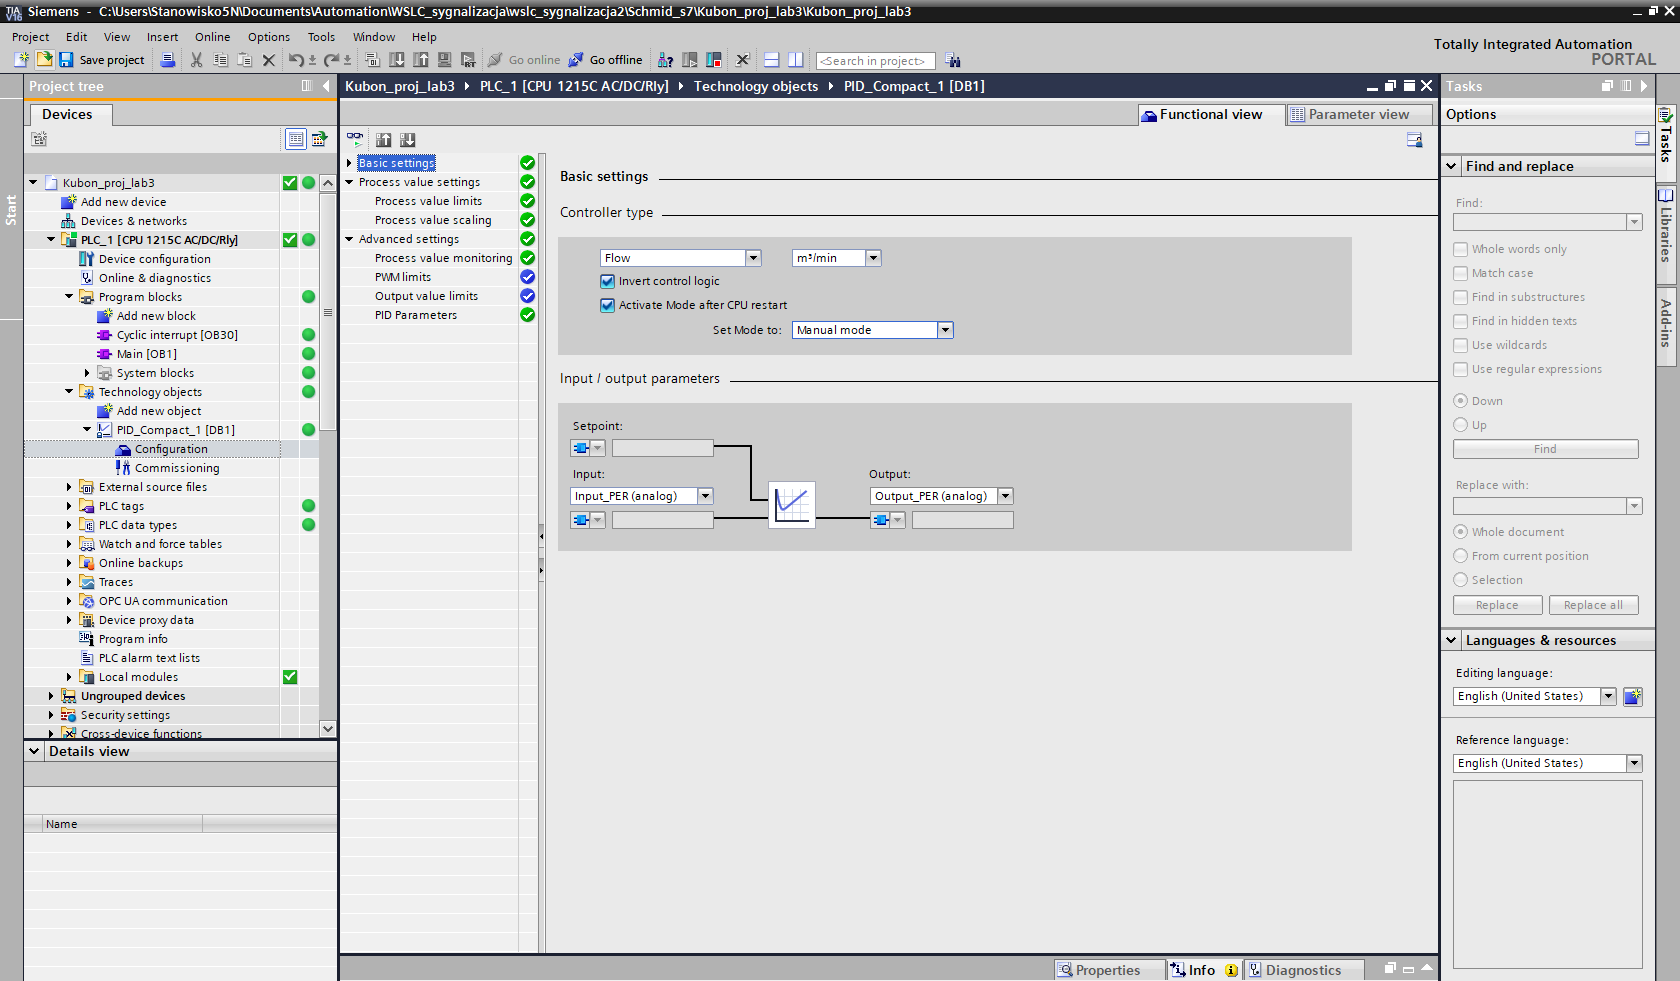 Siemens - C:\Users\Stanowisko5N\Documents\Automation\WSLC_sygnalizacja\wslc_sygnalizacja2\Schmid_s7\Kubon_proj_lab3\Kubon_proj_lab3
Project Edit View Insert Online Options Tools Window Help
Totally Integrated Automation
PORTAL
Save project
Go online
Go offline
<Search in project>
Start
Project tree
Devices
Kubon_proj_lab3
Add new device
Devices & networks
PLC_1 [CPU 1215C AC/DC/Rly]
Device configuration
Online & diagnostics
Program blocks
Add new block
Cyclic interrupt [OB30]
Main [OB1]
System blocks
Technology objects
Add new object
PID_Compact_1 [DB1]
Configuration
Commissioning
External source files
PLC tags
PLC data types
Watch and force tables
Online backups
Traces
OPC UA communication
Device proxy data
Program info
PLC alarm text lists
Local modules
Ungrouped devices
Security settings
Cross-device functions
Details view
Name
Kubon_proj_lab3 PLC_1 [CPU 1215C AC/DC/Rly] Technology objects PID_Compact_1 [DB1]
Functional view
Parameter view
Basic settings
Process value settings
Process value limits
Process value scaling
Advanced settings
Process value monitoring
PWM limits
Output value limits
PID Parameters
Basic settings
Controller type
Flow
m³/min
Invert control logic
Activate Mode after CPU restart
Set Mode to: Manual mode
Input / output parameters
Setpoint:
Input:
Input_PER (analog)
Output:
Output_PER (analog)
Properties
Info
Diagnostics
Tasks
Options
Find and replace
Find:
Whole words only
Match case
Find in substructures
Find in hidden texts
Use wildcards
Use regular expressions
Down
Up
Find
Replace with:
Whole document
From current position
Selection
Replace
Replace all
Languages & resources
Editing language:
English (United States)
Reference language:
English (United States)
Tasks
Libraries
Add-ins